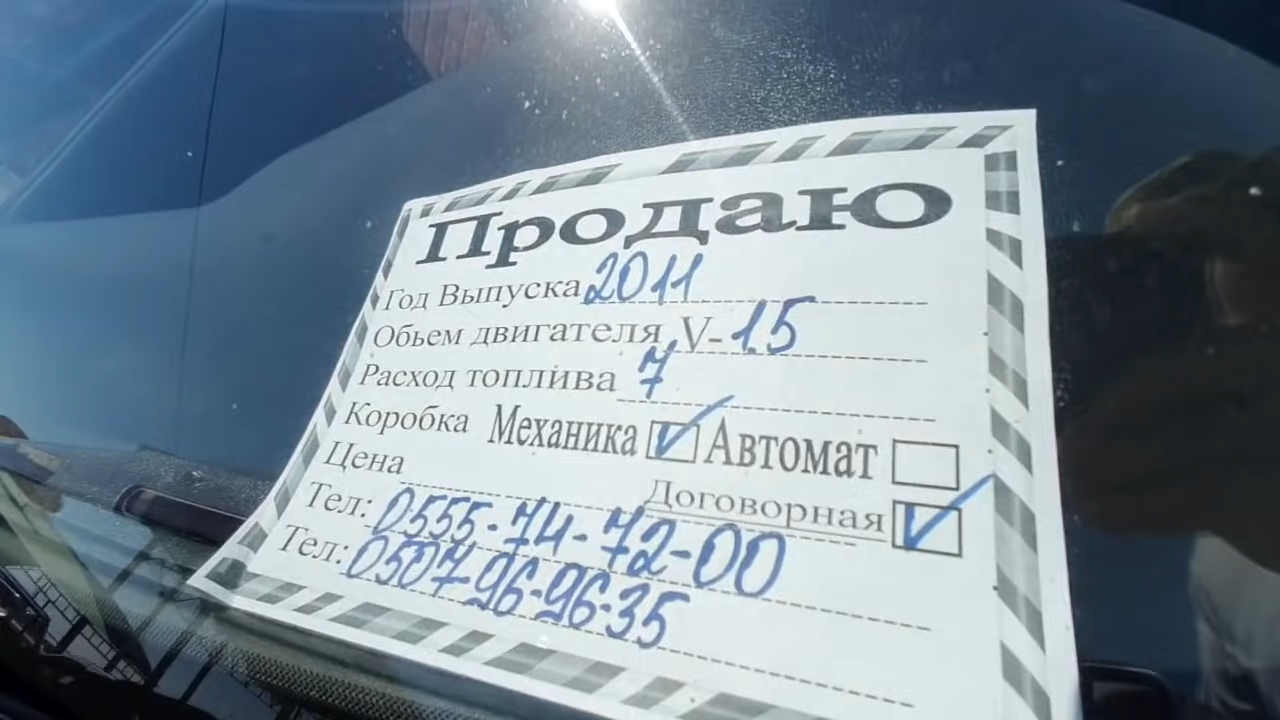 Продаю
Год Выпуска 2011
Обьем двигателя V-1.5
Расход топлива 7
Коробка Механика Автомат
Цена
Договорная
Тел: 0555-74-72-00
Тел: 0507-96-96-35